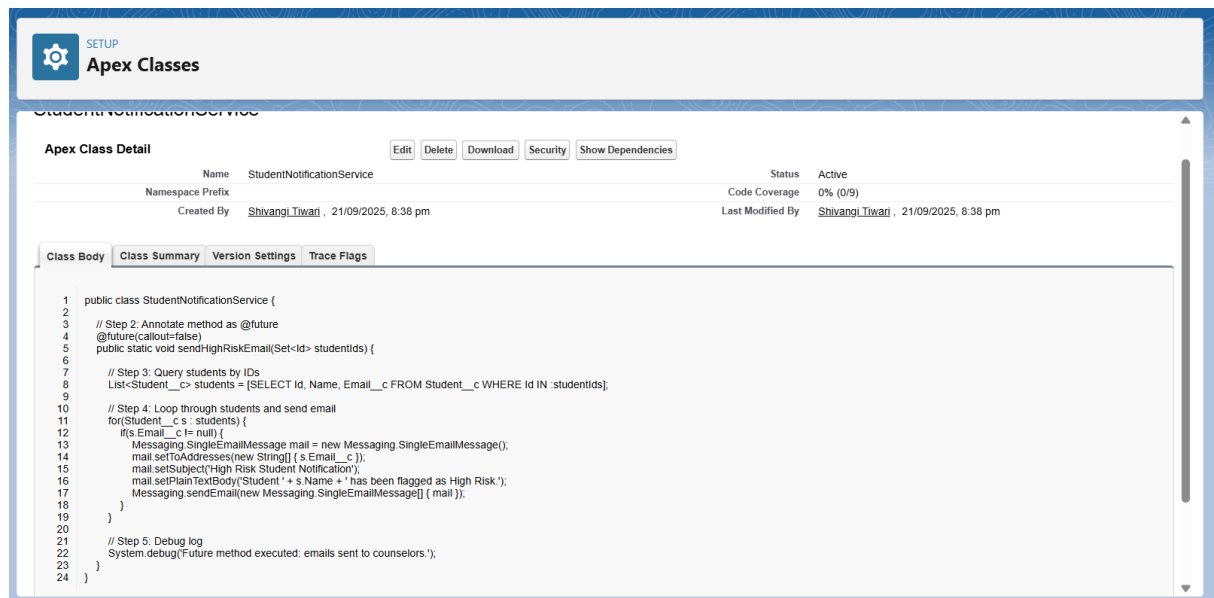 SETUP
Apex Classes
StudentNotificationService
Apex Class Detail
Edit Delete Download Security Show Dependencies
Name StudentNotificationService Status Active
Namespace Prefix Code Coverage 0% (0/9)
Created By Shivangi Tiwari , 21/09/2025, 8:38 pm Last Modified By Shivangi Tiwari , 21/09/2025, 8:38 pm
Class Body Class Summary Version Settings Trace Flags
1 public class StudentNotificationService {
2
3 // Step 2: Annotate method as @future
4 @future(callout=false)
5 public static void sendHighRiskEmail(Set<Id> studentIds) {
6
7 // Step 3: Query students by IDs
8 List<Student__c> students = [SELECT Id, Name, Email__c FROM Student__c WHERE Id IN :studentIds];
9
10 // Step 4: Loop through students and send email
11 for(Student__c s : students) {
12 if(s.Email__c != null) {
13 Messaging.SingleEmailMessage mail = new Messaging.SingleEmailMessage();
14 mail.setToAddresses(new String[] { s.Email__c });
15 mail.setSubject('High Risk Student Notification');
16 mail.setPlainTextBody('Student ' + s.Name + ' has been flagged as High Risk.');
17 Messaging.sendEmail(new Messaging.SingleEmailMessage[] { mail });
18 }
19 }
20
21 // Step 5: Debug log
22 System.debug('Future method executed: emails sent to counselors.');
23 }
24 }